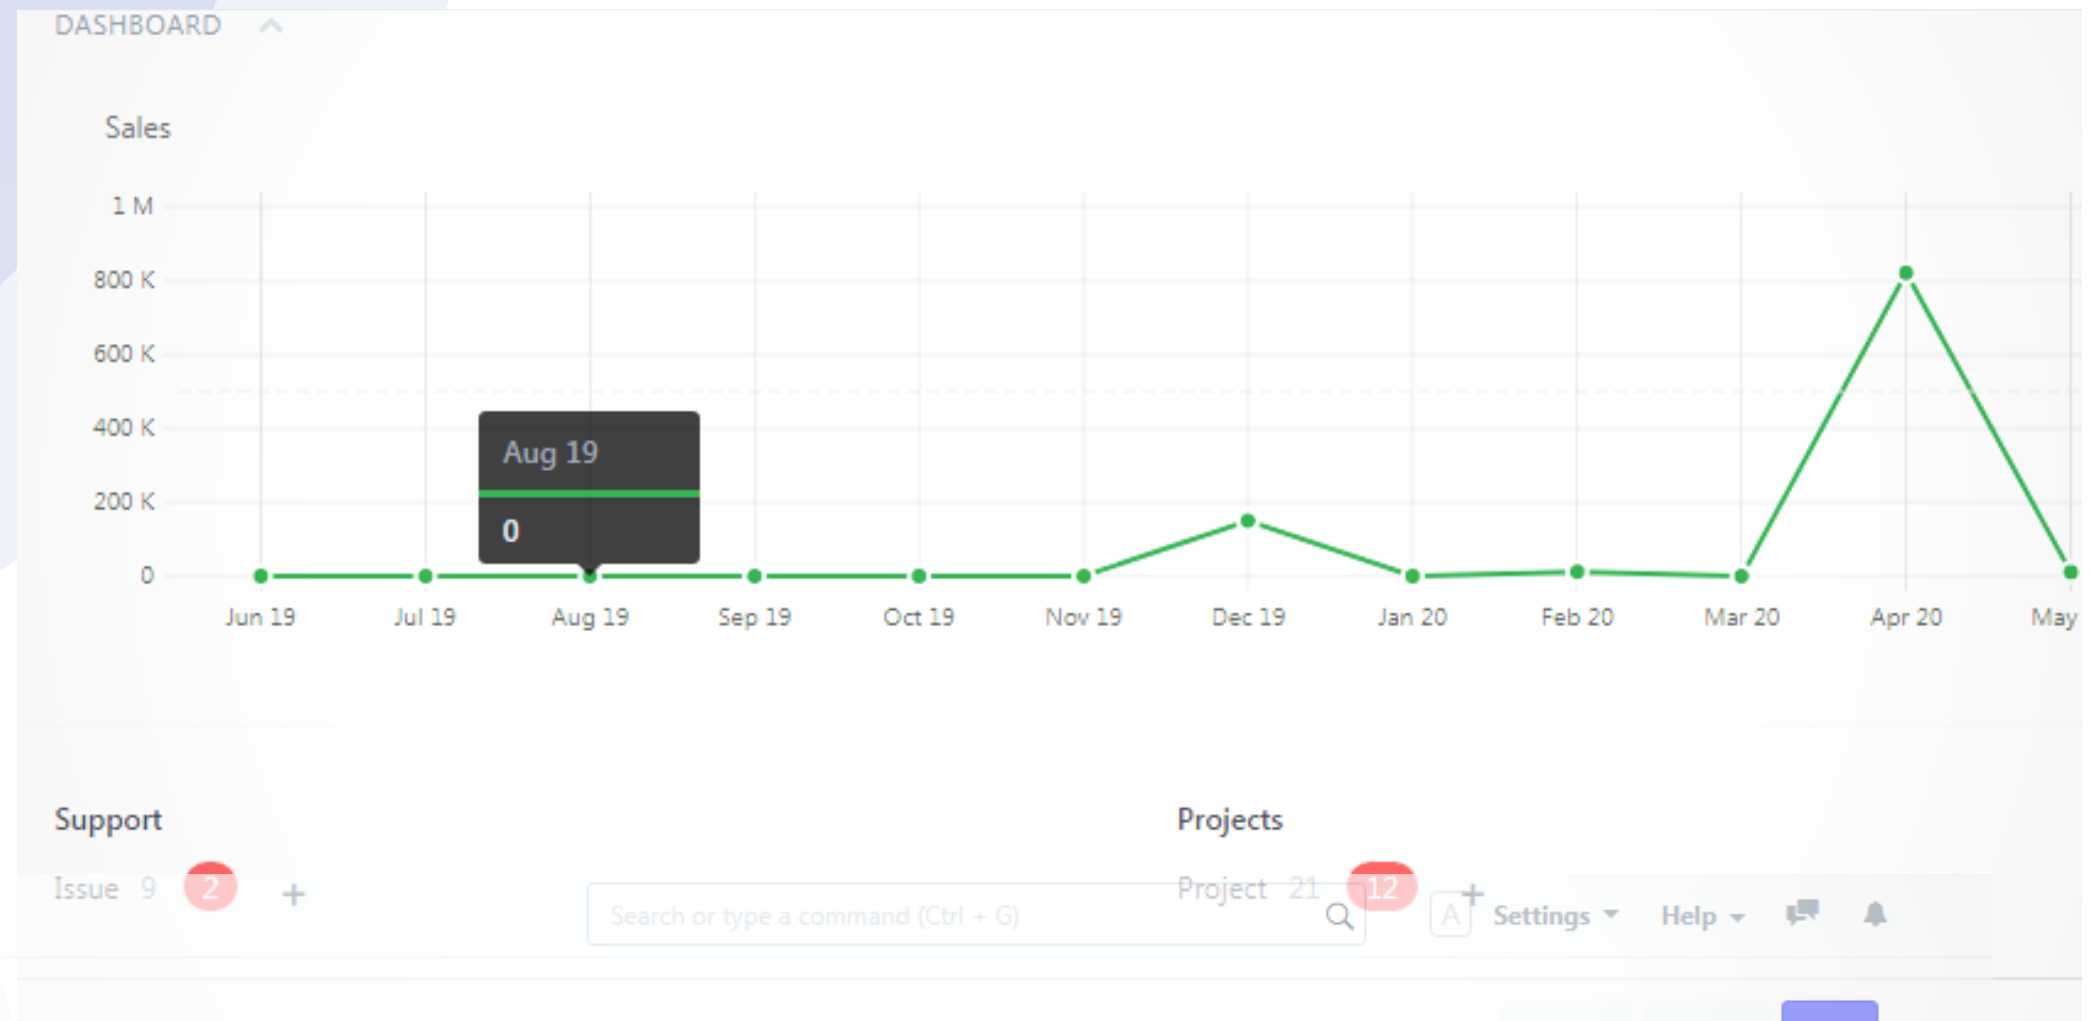 DASHBOARD
Sales
1 M
800 K
600 K
400 K
200 K
0
Aug 19
0
Jun 19 Jul 19 Aug 19 Sep 19 Oct 19 Nov 19 Dec 19 Jan 20 Feb 20 Mar 20 Apr 20 May
Support
Issue 9 2 +
Projects
Project 21 12 +
Search or type a command (Ctrl + G)
A Settings Help